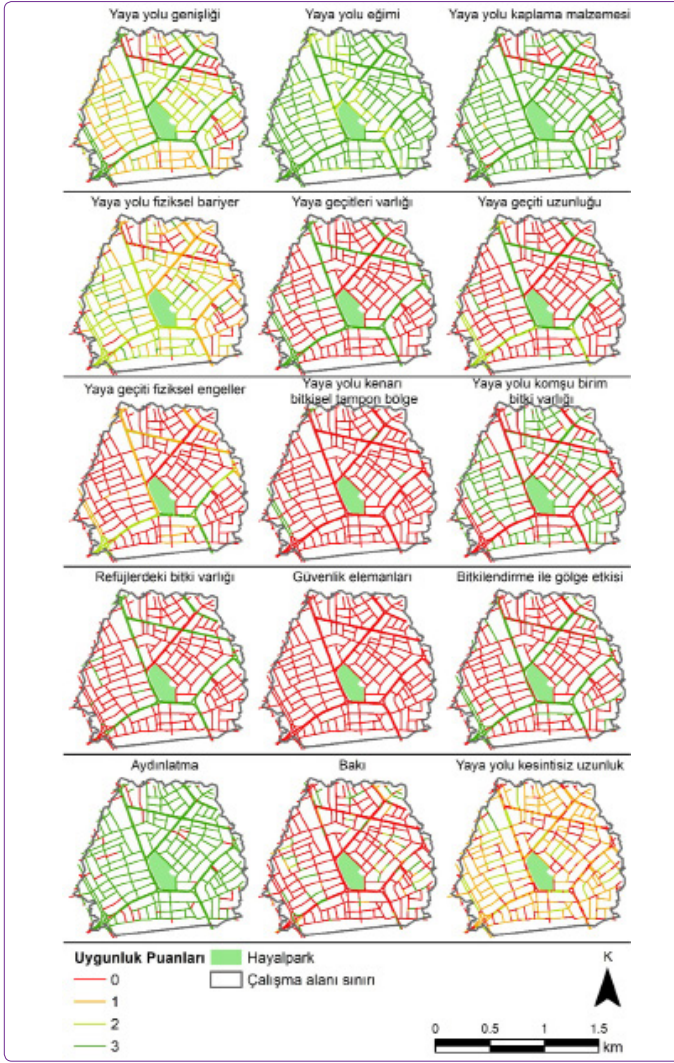 Yaya yolu genişliği
Yaya yolu eğimi
Yaya yolu kaplama malzemesi
Yaya yolu fiziksel bariyer
Yaya geçitleri varlığı
Yaya geçiti uzunluğu
Yaya geçiti fiziksel engeller
Yaya yolu kenarı
bitkisel tampon bölge
Yaya yolu komşu birim
bitki varlığı
Refüjlerdeki bitki varlığı
Güvenlik elemanları
Bitkilendirme ile gölge etkisi
Aydınlatma
Bakı
Yaya yolu kesintisiz uzunluk
Uygunluk Puanları
0
1
2
3
Hayalpark
Çalışma alanı sınırı
K
0 0.5 1 1.5
km